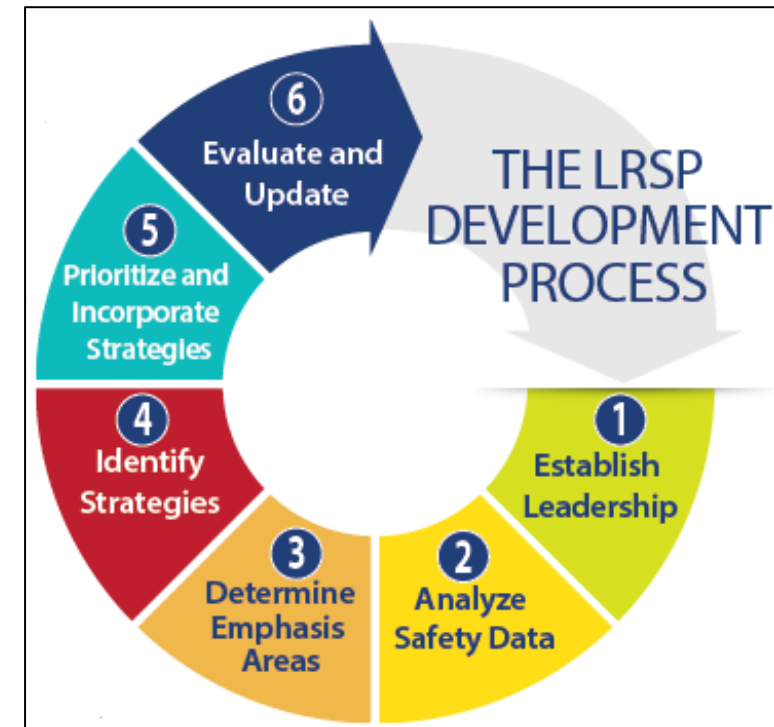 THE LRSP
DEVELOPMENT
PROCESS
1
Establish
Leadership
2
Analyze
Safety Data
3
Determine
Emphasis
Areas
4
Identify
Strategies
5
Prioritize and
Incorporate
Strategies
6
Evaluate and
Update